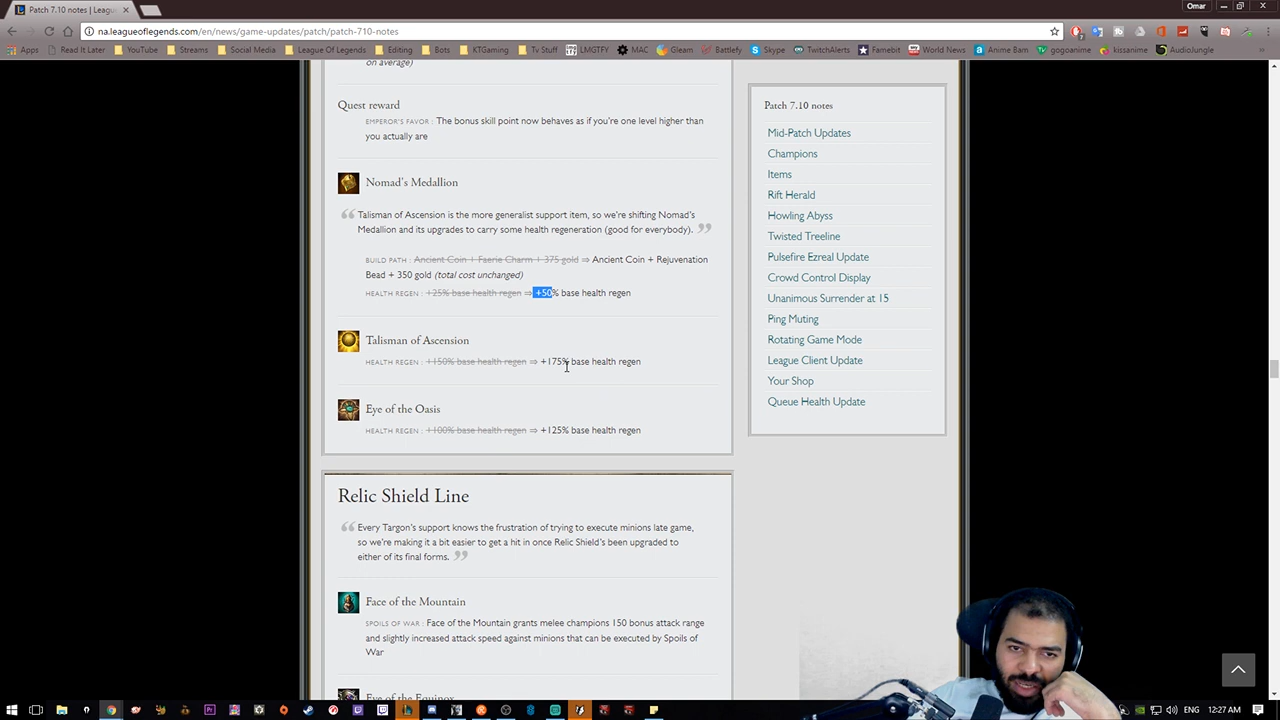 Patch 7.10 notes | Leagu
Omar
na.leagueoflegends.com/en/news/game-updates/patch/patch-710-notes
Apps Read It Later YouTube Streams Social Media League Of Legends Editing Bots KTGaming Tv Stuff LMGTFY MAC Gleam Battlefy Skype TwitchAlerts Famebit World News Anime Bam gogoanime kissanime AudioJungle
on average)
Quest reward
EMPEROR'S FAVOR : The bonus skill point now behaves as if you're one level higher than
you actually are
Nomad's Medallion
Talisman of Ascension is the more generalist support item, so we're shifting Nomad's
Medallion and its upgrades to carry some health regeneration (good for everybody).
BUILD PATH : Ancient Coin + Faerie Charm + 375 gold ⇒ Ancient Coin + Rejuvenation
Bead + 350 gold (total cost unchanged)
HEALTH REGEN : +25% base health regen ⇒ +50% base health regen
Talisman of Ascension
HEALTH REGEN : +150% base health regen ⇒ +175% base health regen
Eye of the Oasis
HEALTH REGEN : +100% base health regen ⇒ +125% base health regen
Relic Shield Line
Every Targon's support knows the frustration of trying to execute minions late game,
so we're making it a bit easier to get a hit in once Relic Shield's been upgraded to
either of its final forms.
Face of the Mountain
SPOILS OF WAR : Face of the Mountain grants melee champions 150 bonus attack range
and slightly increased attack speed against minions that can be executed by Spoils of
War
Eye of the Equinox
Patch 7.10 notes
Mid-Patch Updates
Champions
Items
Rift Herald
Howling Abyss
Twisted Treeline
Pulsefire Ezreal Update
Crowd Control Display
Unanimous Surrender at 15
Ping Muting
Rotating Game Mode
League Client Update
Your Shop
Queue Health Update
ENG 12:27 AM